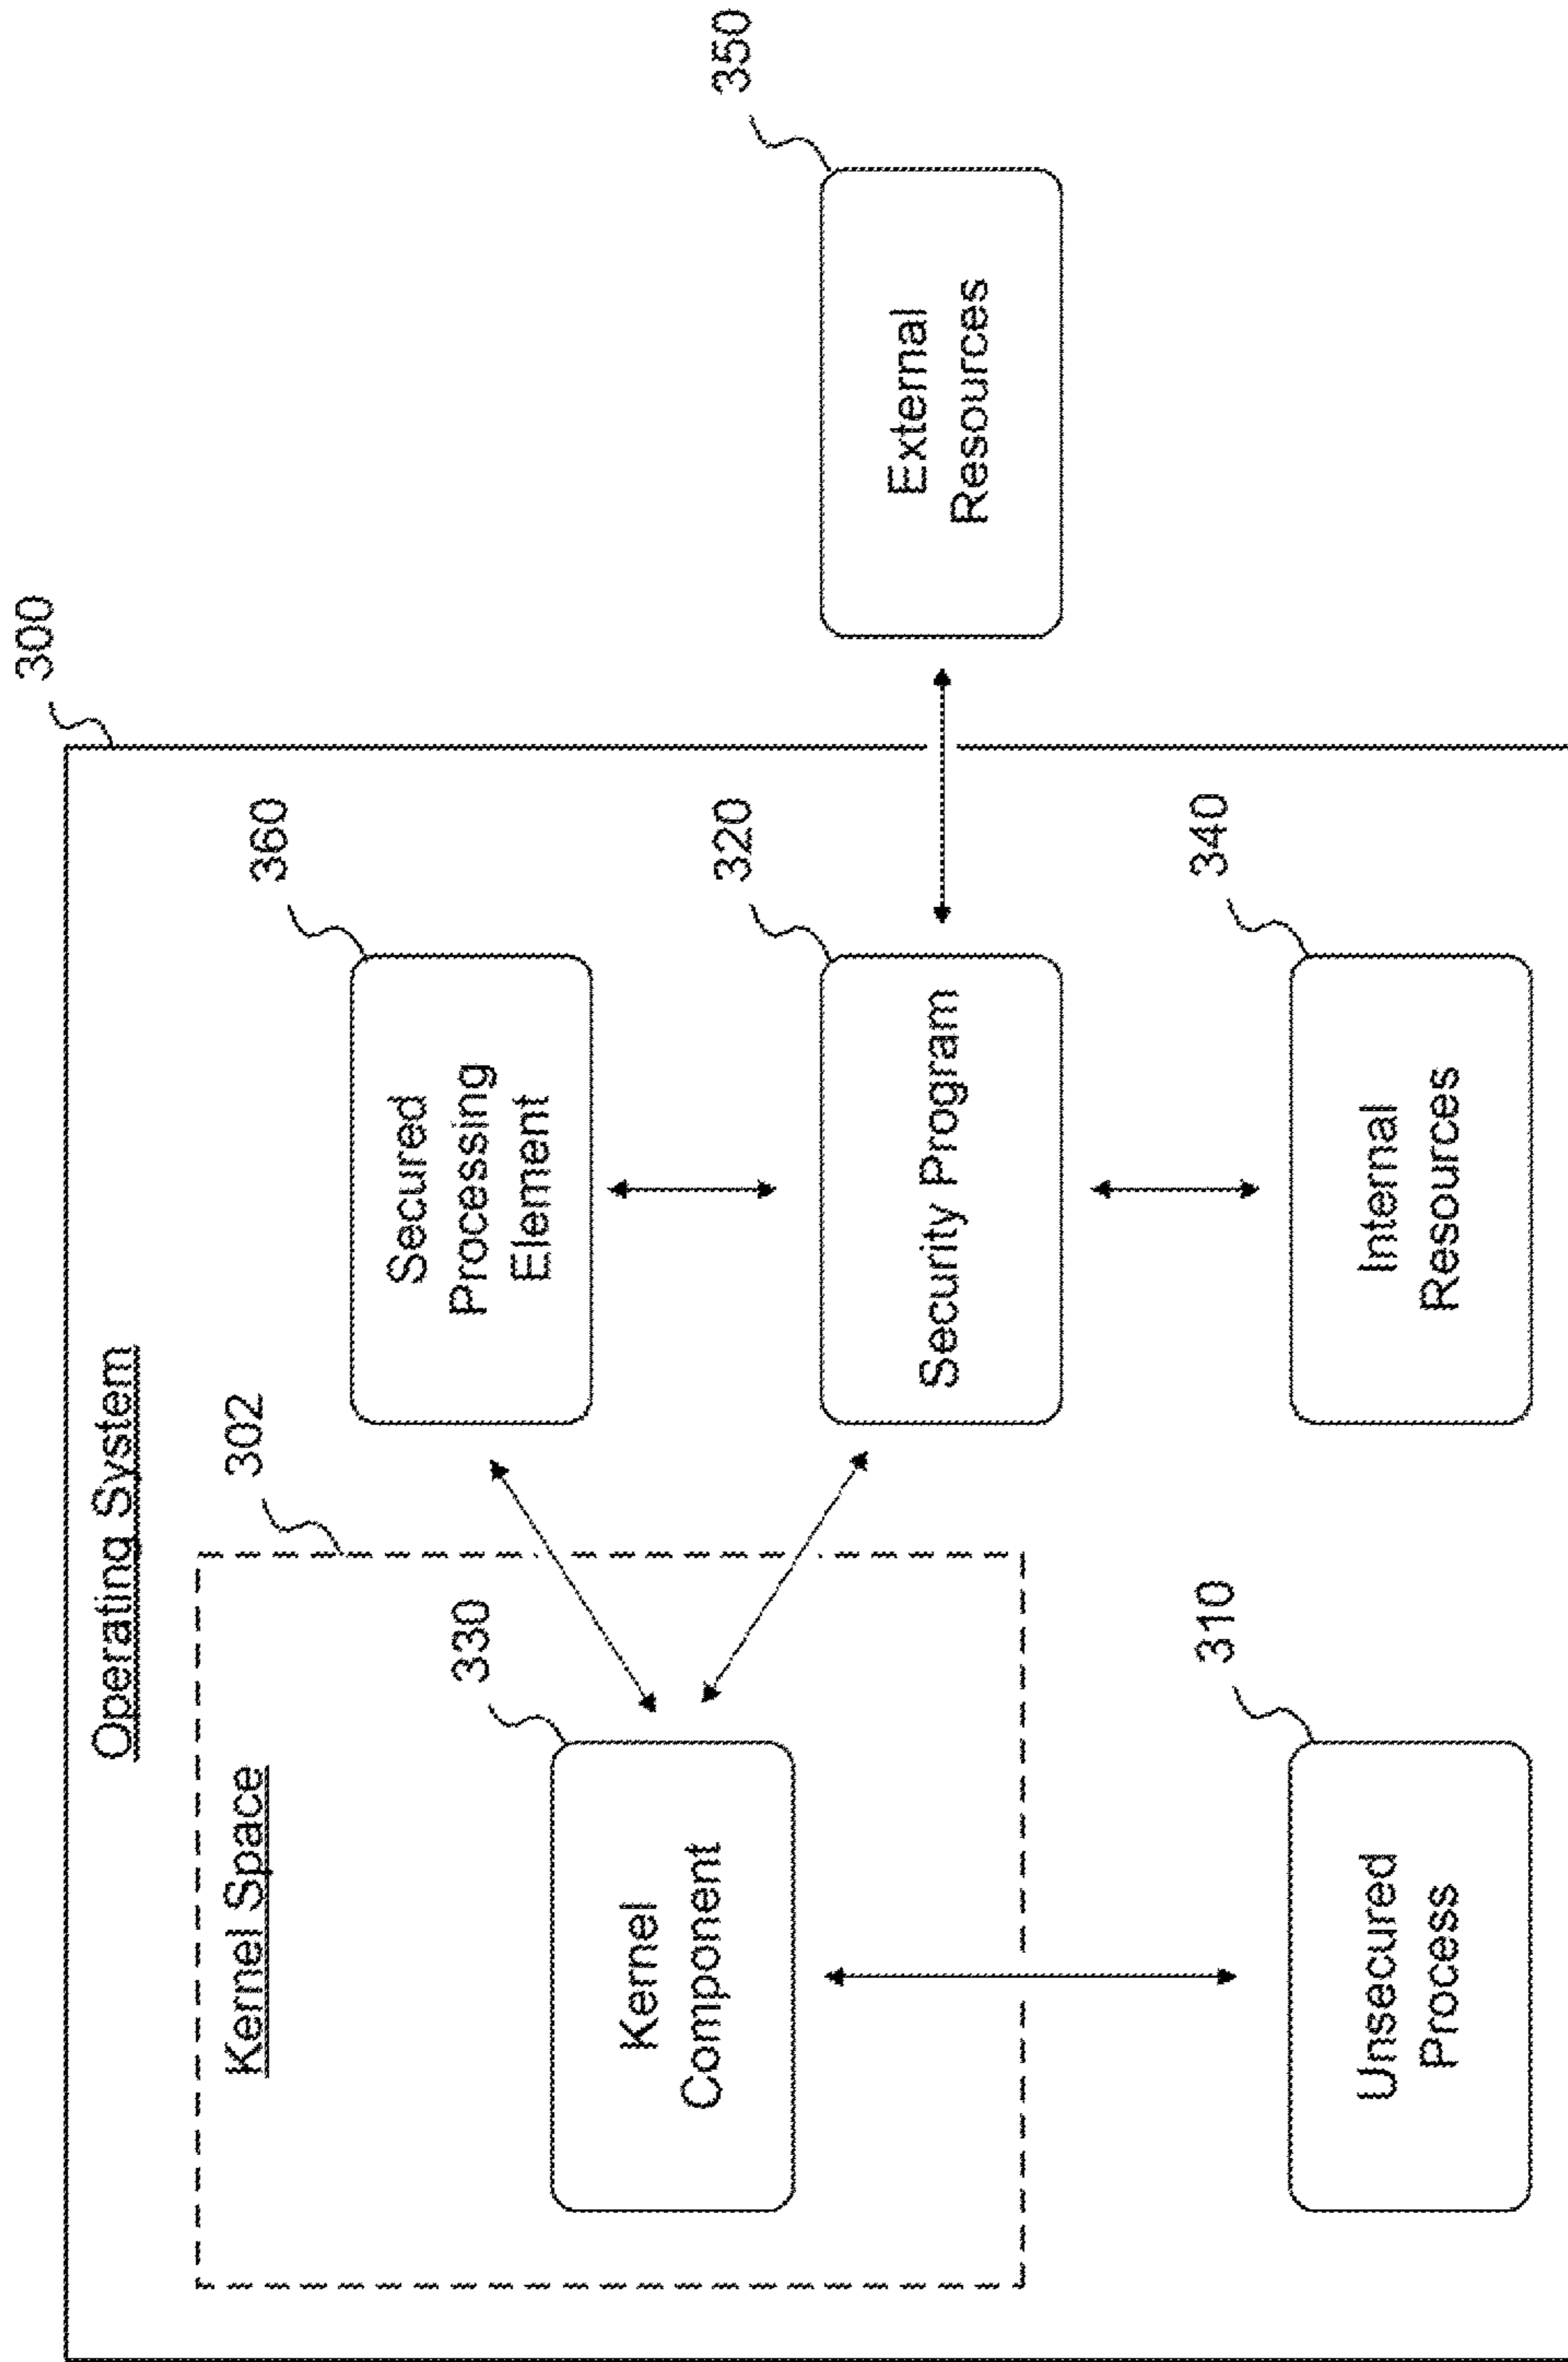 300
Operating System
302
Kernel Space
360
Secured
Processing
Element
330
Kernel
Component
320
Security Program
350
External
Resources
310
Unsecured
Process
340
Internal
Resources